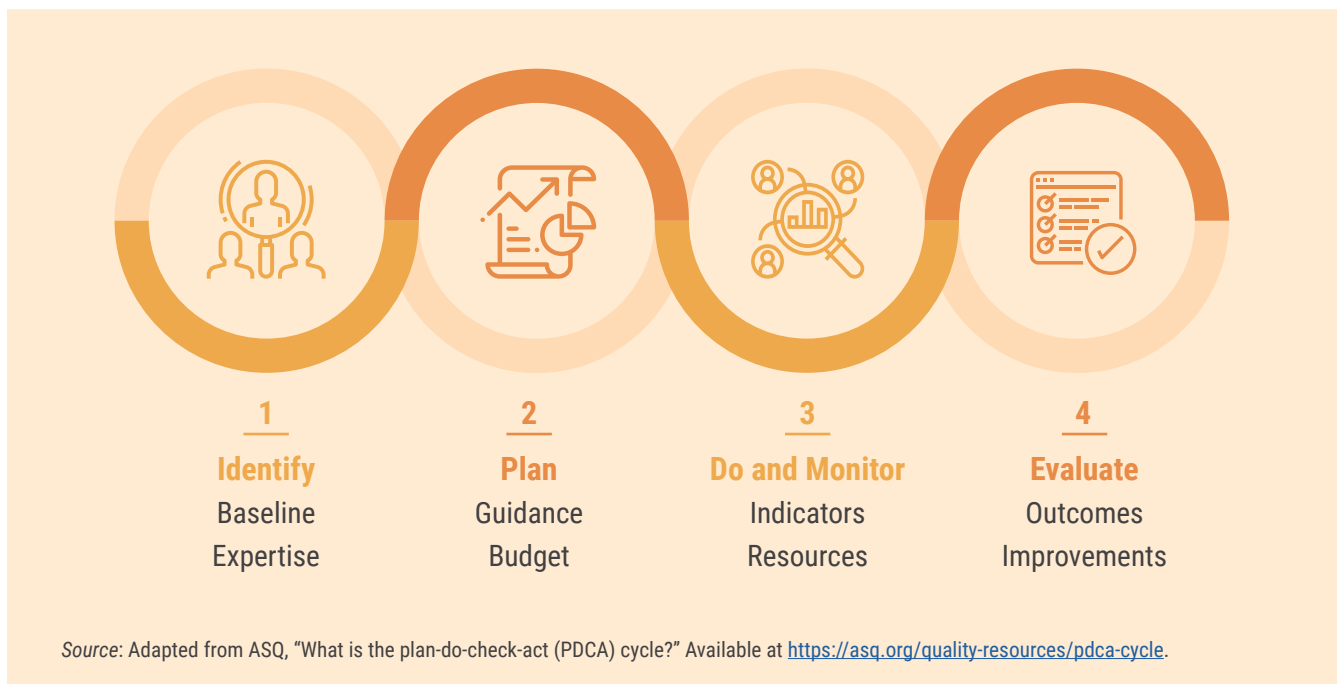 1
Identify
Baseline
Expertise
2
Plan
Guidance
Budget
3
Do and Monitor
Indicators
Resources
4
Evaluate
Outcomes
Improvements
Source: Adapted from ASQ, “What is the plan-do-check-act (PDCA) cycle?” Available at https://asq.org/quality-resources/pdca-cycle.